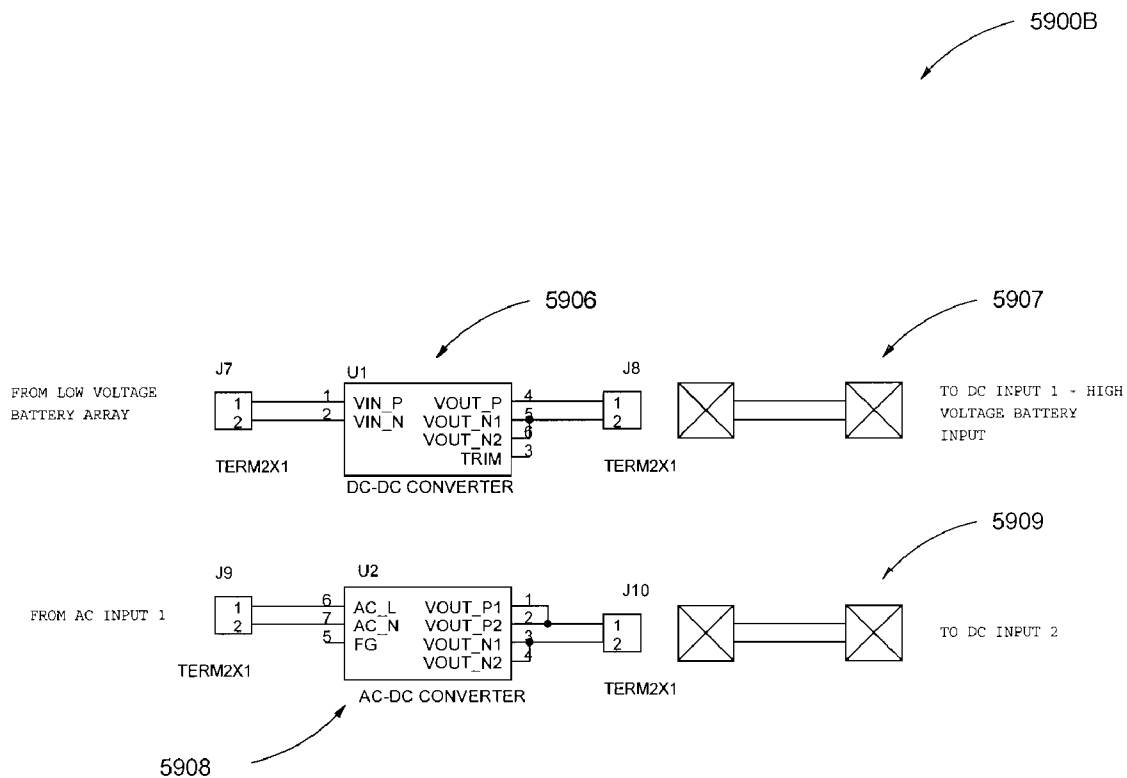 5900B
5906
5907
J7
U1
J8
FROM LOW VOLTAGE
BATTERY ARRAY
1
2
1
2
VIN_P
VIN_N
VOUT_P
VOUT_N1
VOUT_N2
TRIM
4
5
6
3
1
2
TO DC INPUT 1 - HIGH
VOLTAGE BATTERY
INPUT
TERM2X1
DC-DC CONVERTER
TERM2X1
5909
J9
U2
J10
FROM AC INPUT 1
1
2
6
7
5
AC_L
AC_N
FG
VOUT_P1
VOUT_P2
VOUT_N1
VOUT_N2
1
2
3
4
1
2
TO DC INPUT 2
TERM2X1
AC-DC CONVERTER
TERM2X1
5908